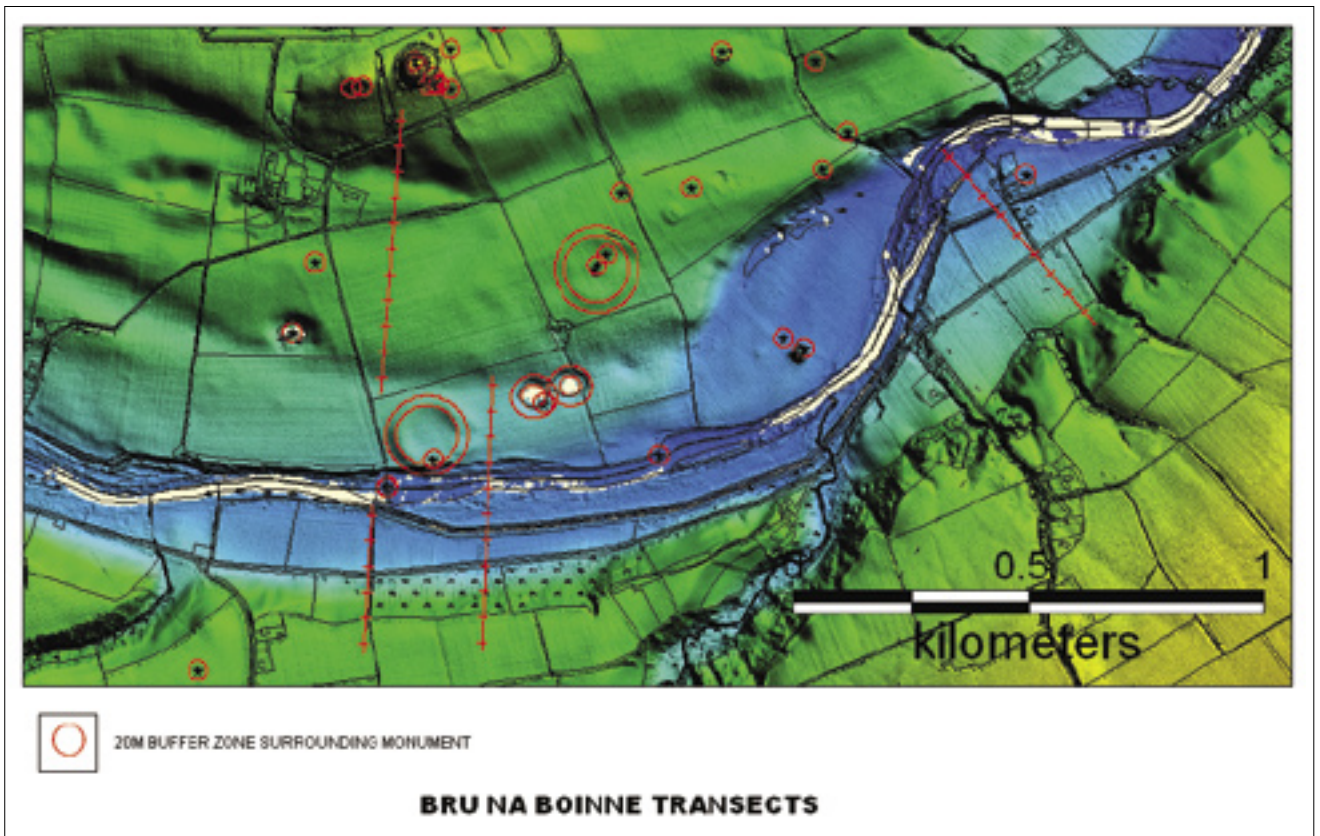 0.5 1
kilometers
20M BUFFER ZONE SURROUNDING MONUMENT
BRU NA BOINNE TRANSECTS